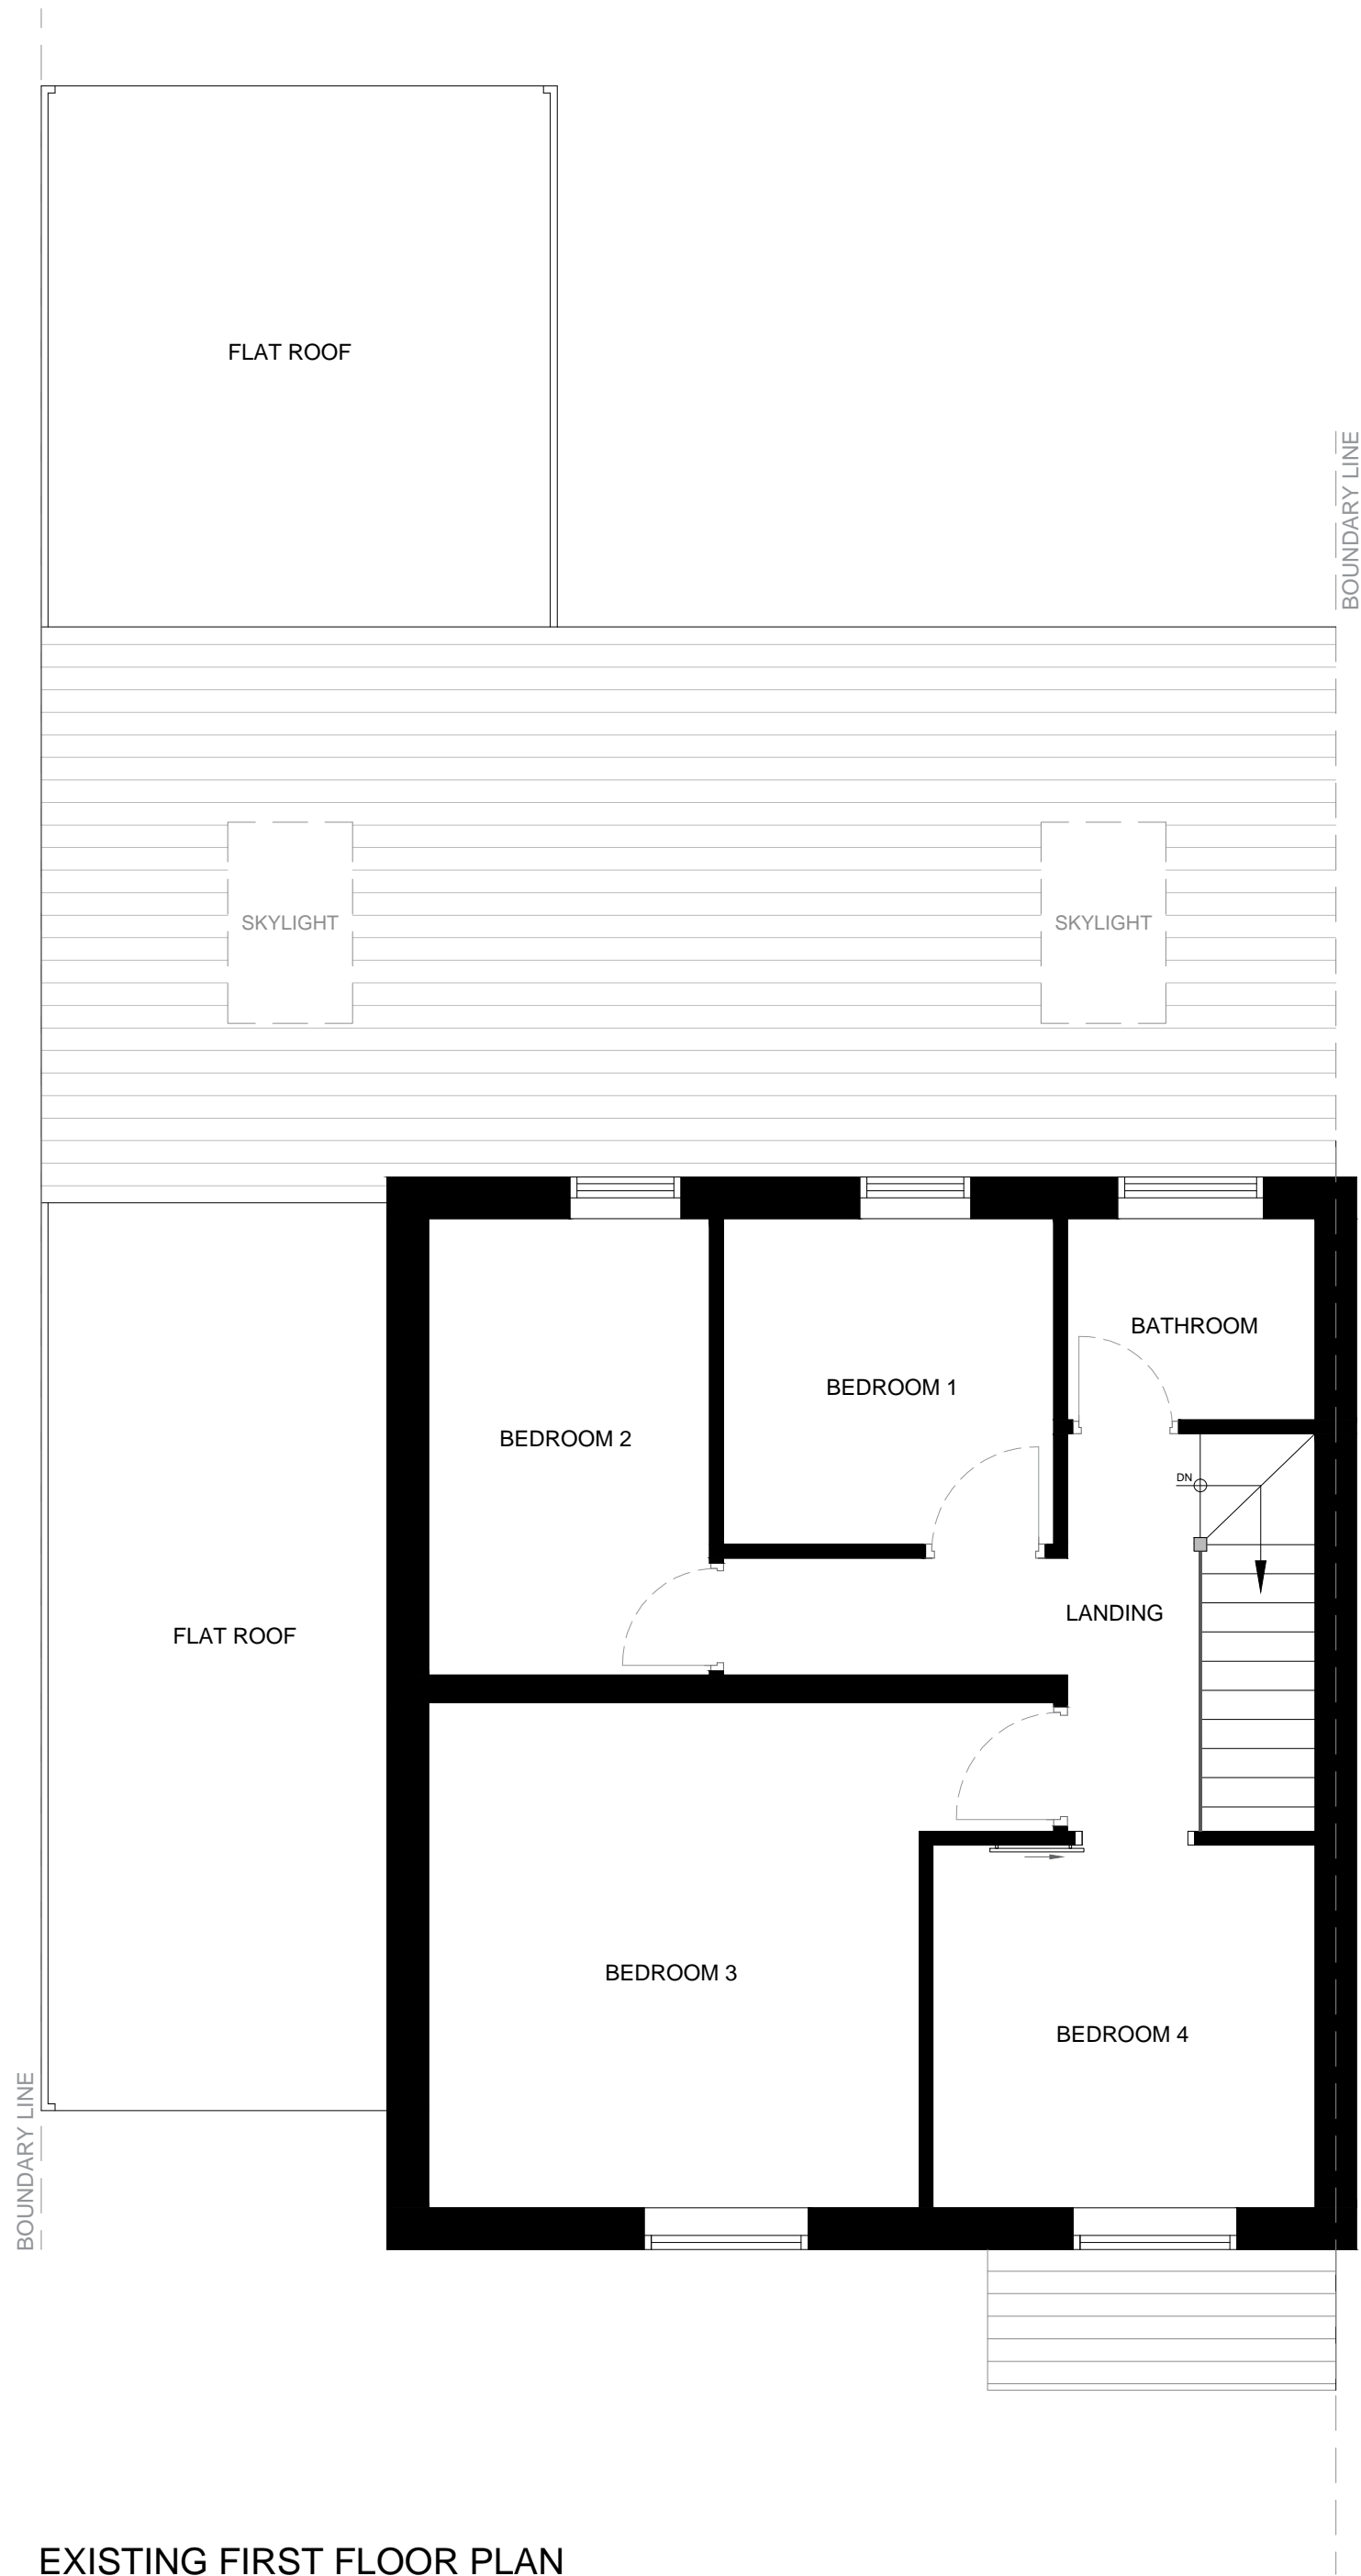 FLAT ROOF
BOUNDARY LINE
SKYLIGHT
SKYLIGHT
BATHROOM
BEDROOM 1
BEDROOM 2
DN
LANDING
FLAT ROOF
BEDROOM 3
BEDROOM 4
BOUNDARY LINE
EXISTING FIRST FLOOR PLAN